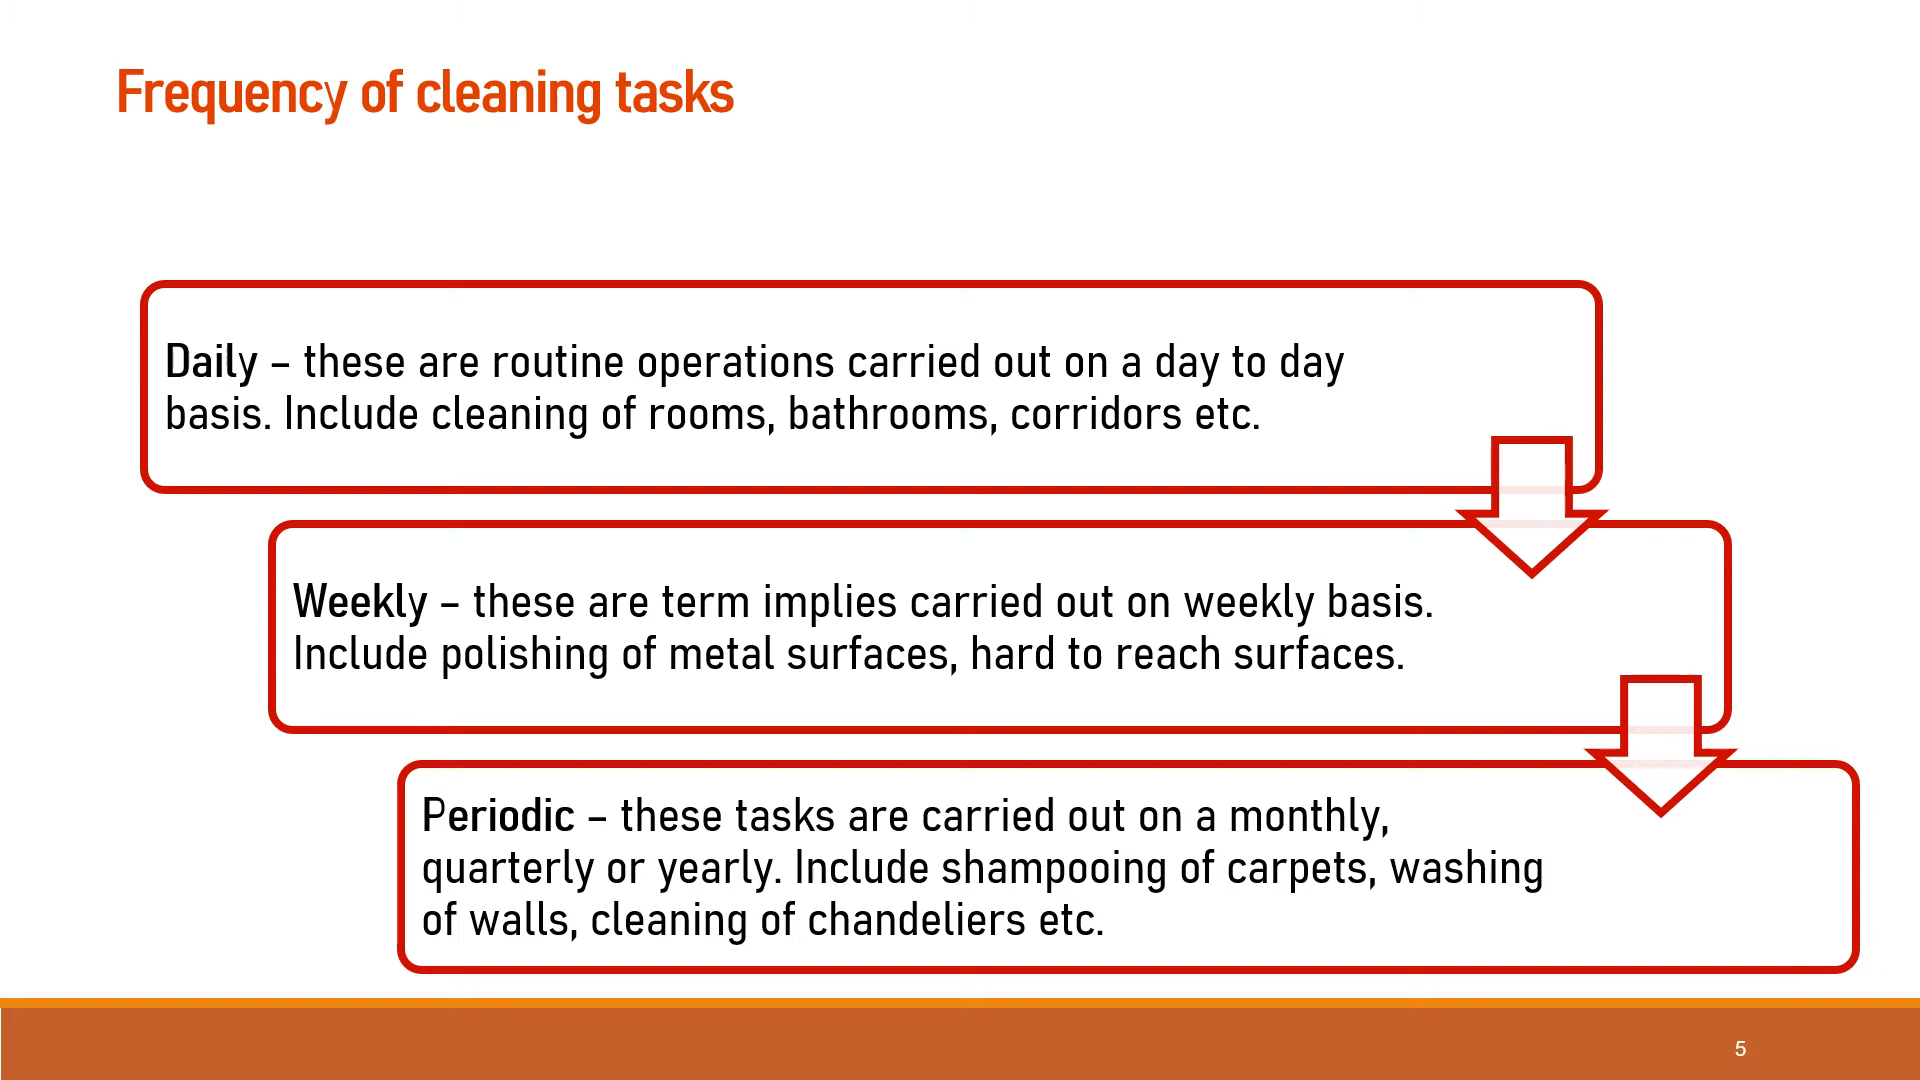 Frequency of cleaning tasks
Daily – these are routine operations carried out on a day to day
basis. Include cleaning of rooms, bathrooms, corridors etc.
Weekly – these are term implies carried out on weekly basis.
Include polishing of metal surfaces, hard to reach surfaces.
Periodic – these tasks are carried out on a monthly,
quarterly or yearly. Include shampooing of carpets, washing
of walls, cleaning of chandeliers etc.
5